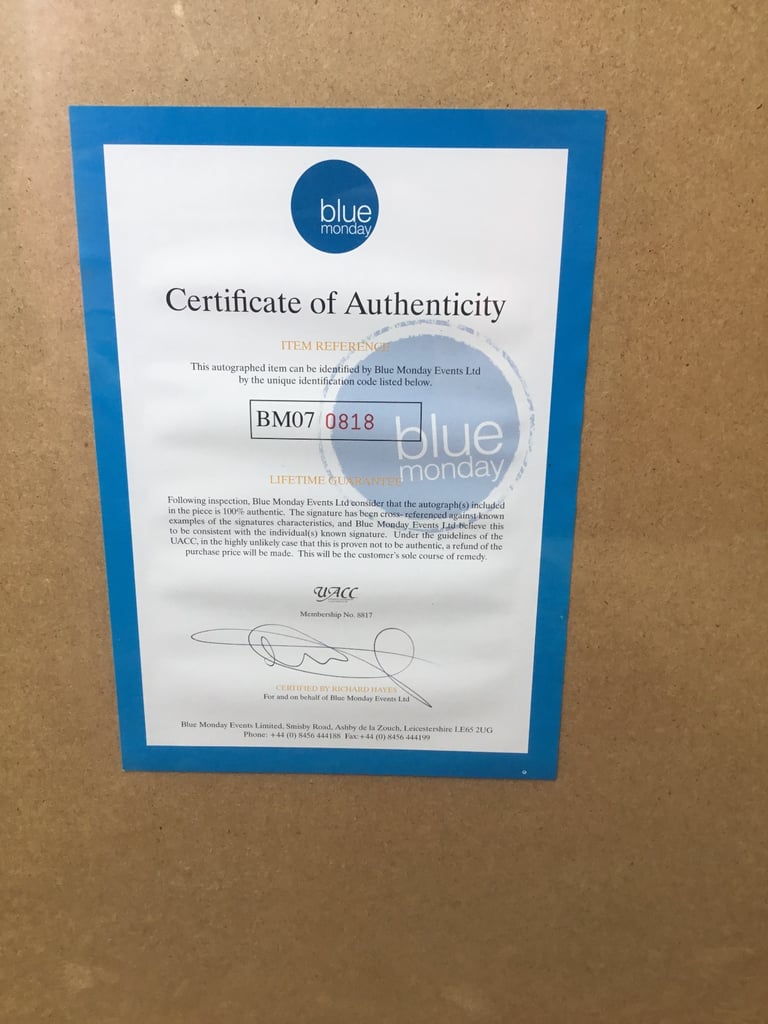 blue
monday
Certificate of Authenticity
ITEM REFERENCE
This autographed item can be identified by Blue Monday Events Ltd
by the unique identification code listed below.
BM07 0818
blue
monday
LIFETIME GUARANTEE
Following inspection, Blue Monday Events Ltd consider that the autograph(s) included
in the piece is 100% authentic. The signature has been cross- referenced against known
examples of the signatures characteristics, and Blue Monday Events Ltd believe this
to be consistent with the individual(s) known signature. Under the guidelines of the
UACC, in the highly unlikely case that this is proven not to be authentic, a refund of the
purchase price will be made. This will be the customer's sole course of remedy.
UACC
Membership No. 8817
CERTIFIED BY RICHARD HAYES
For and on behalf of Blue Monday Events Ltd
Blue Monday Events Limited, Smisby Road, Ashby de la Zouch, Leicestershire LE65 2UG
Phone: +44 (0) 8456 444188 Fax:+44 (0) 8456 444199